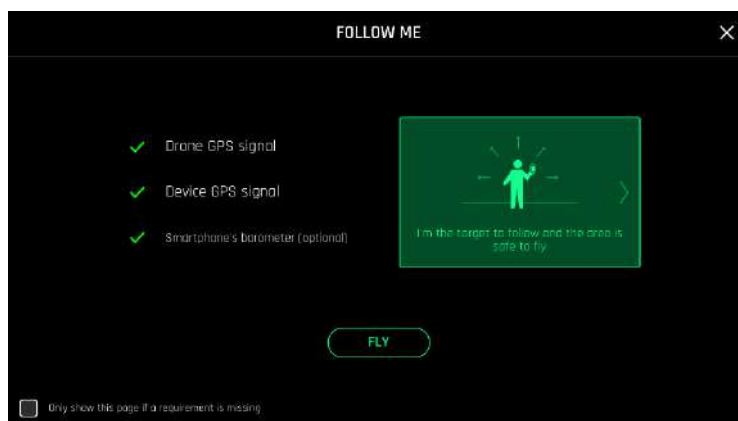 FOLLOW ME
Drone GPS signal
Device GPS signal
Smartphone's barometer (optional)
I'm the target to follow and the area is
safe to fly
FLY
Only show this page if a requirement is missing